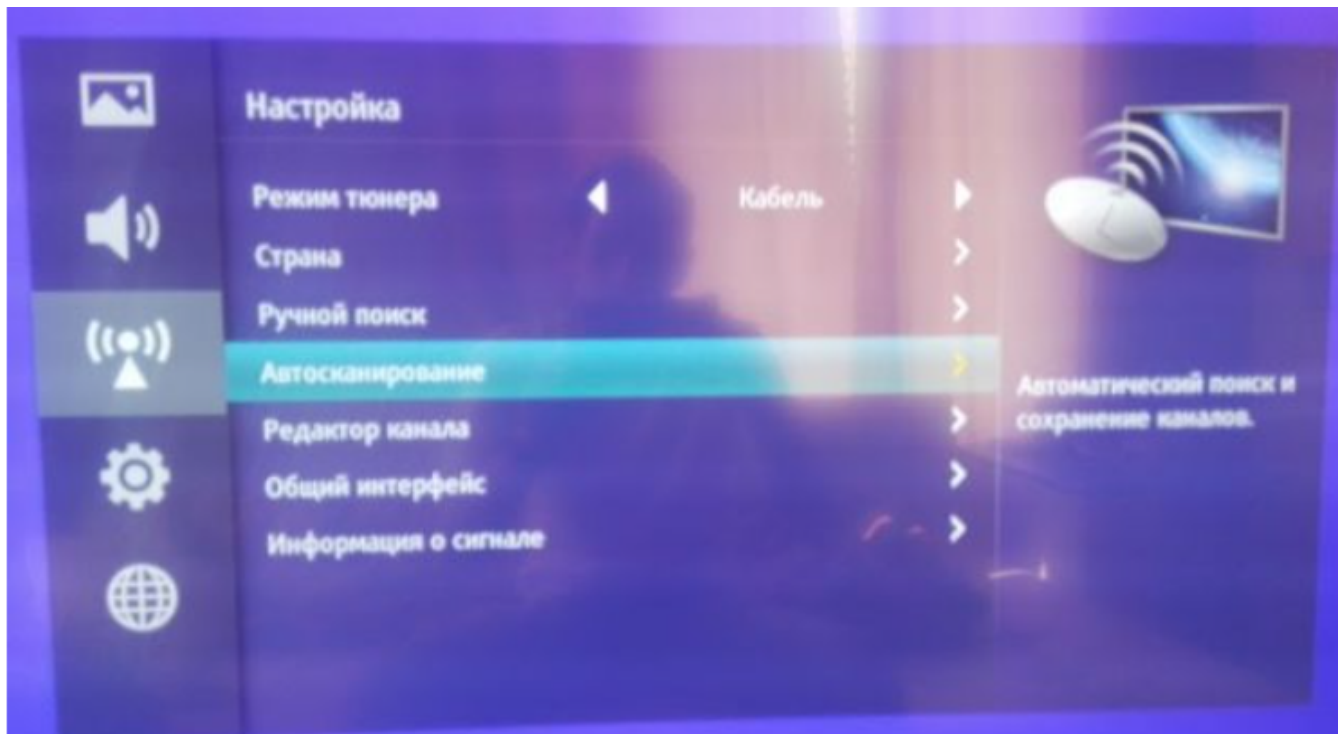 Настройка
Режим тюнера Кабель
Страна
Ручной поиск
Автосканирование
Редактор канала
Общий интерфейс
Информация о сигнале
Автоматический поиск и
сохранение каналов.